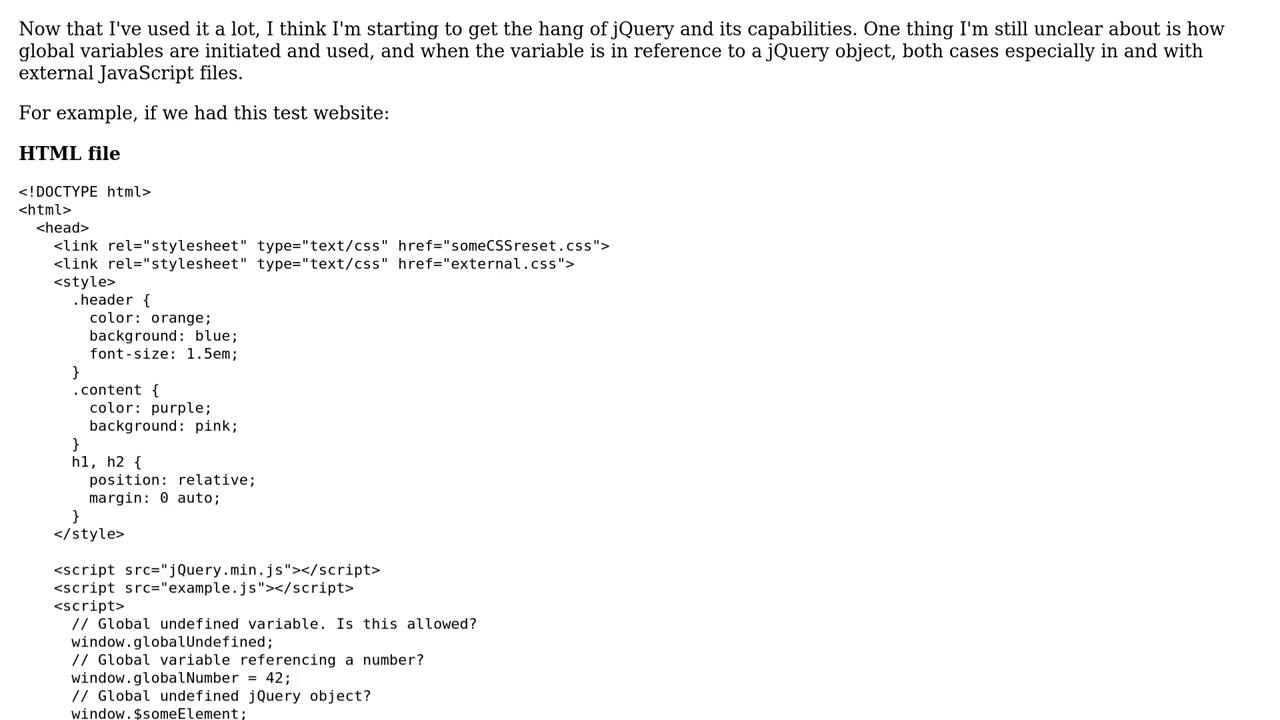 Now that I've used it a lot, I think I'm starting to get the hang of jQuery and its capabilities. One thing I'm still unclear about is how
global variables are initiated and used, and when the variable is in reference to a jQuery object, both cases especially in and with
external JavaScript files.
For example, if we had this test website:
HTML file
<!DOCTYPE html>
<html>
  <head>
    <link rel="stylesheet" type="text/css" href="someCSSreset.css">
    <link rel="stylesheet" type="text/css" href="external.css">
    <style>
      .header {
        color: orange;
        background: blue;
        font-size: 1.5em;
      }
      .content {
        color: purple;
        background: pink;
      }
      h1, h2 {
        position: relative;
        margin: 0 auto;
      }
    </style>

    <script src="jQuery.min.js"></script>
    <script src="example.js"></script>
    <script>
      // Global undefined variable. Is this allowed?
      window.globalUndefined;
      // Global variable referencing a number?
      window.globalNumber = 42;
      // Global undefined jQuery object?
      window.$someElement;